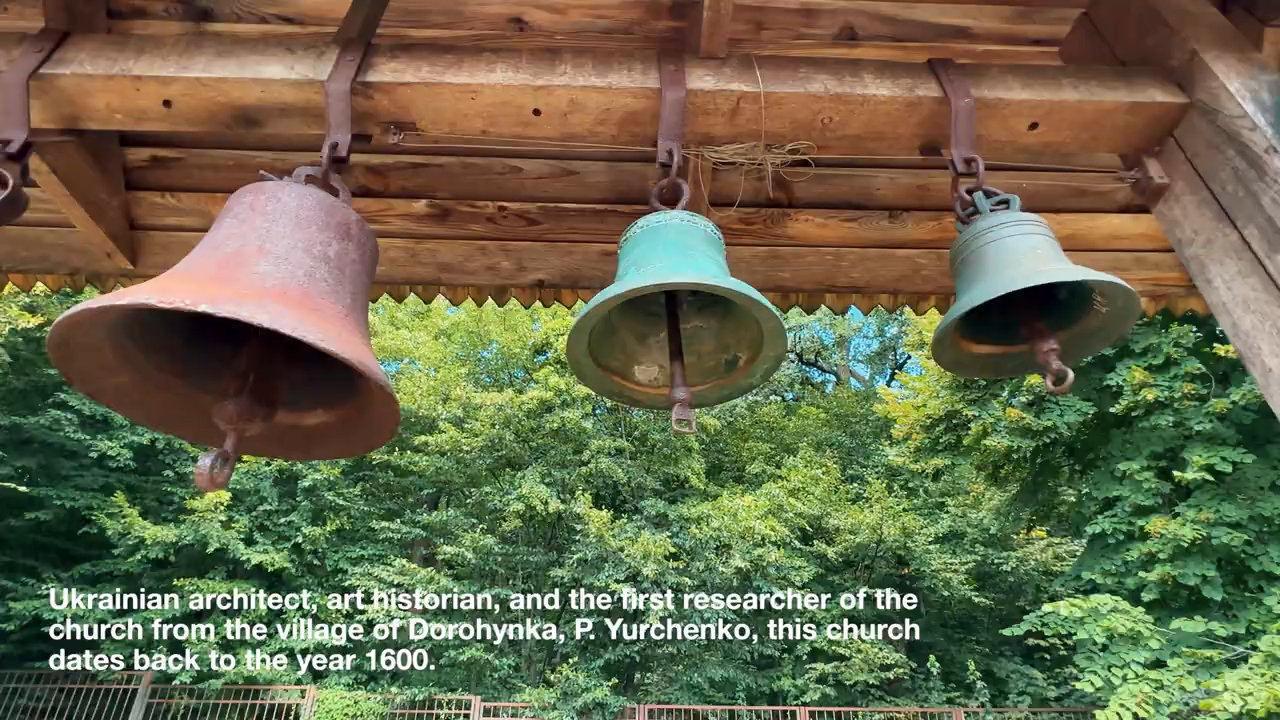 Ukrainian architect, art historian, and the first researcher of the
church from the village of Dorohynka, P. Yurchenko, this church
dates back to the year 1600.